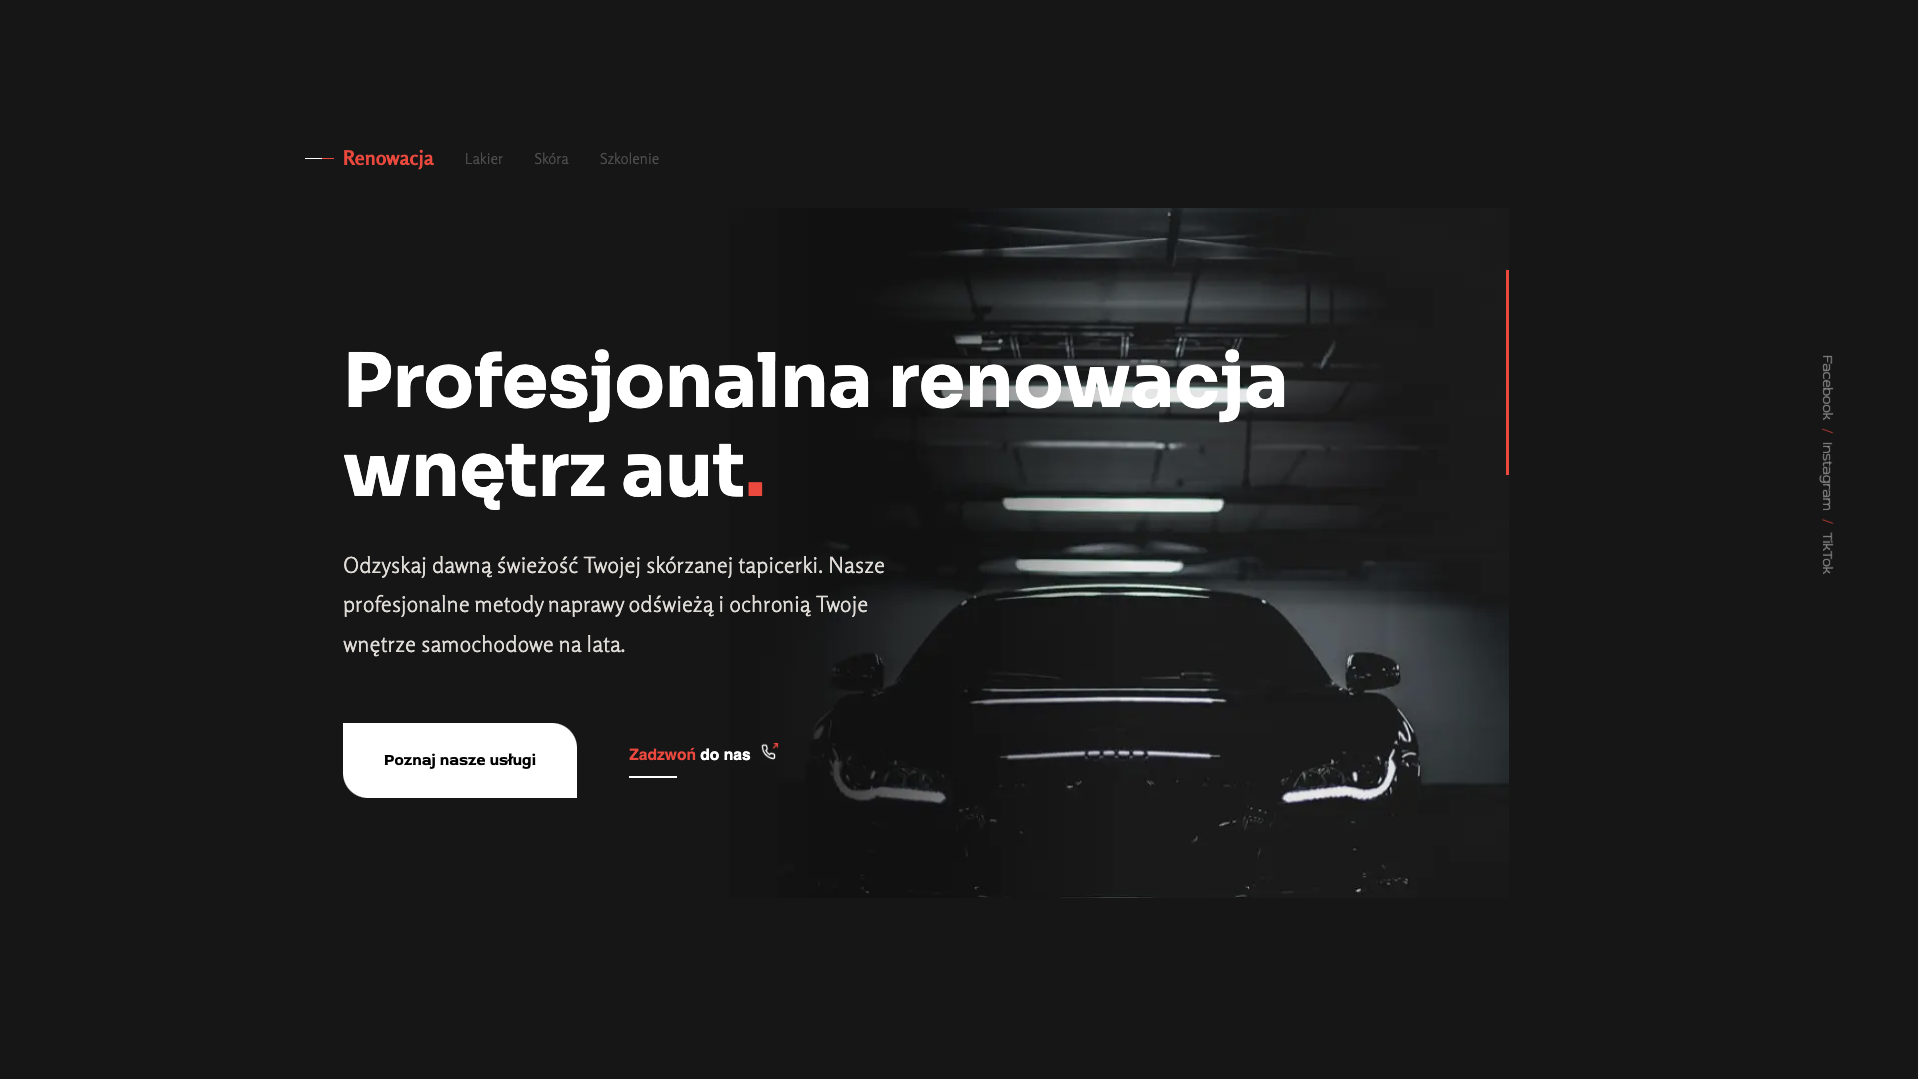 Renowacja Lakier Skóra Szkolenie
Profesjonalna renowacja
wnętrz aut.
Odzyskaj dawną świeżość Twojej skórzanej tapicerki. Nasze
profesjonalne metody naprawy odświeżą i ochronią Twoje
wnętrze samochodowe na lata.
Poznaj nasze usługi
Zadzwoń do nas
Facebook / Instagram / TikTok